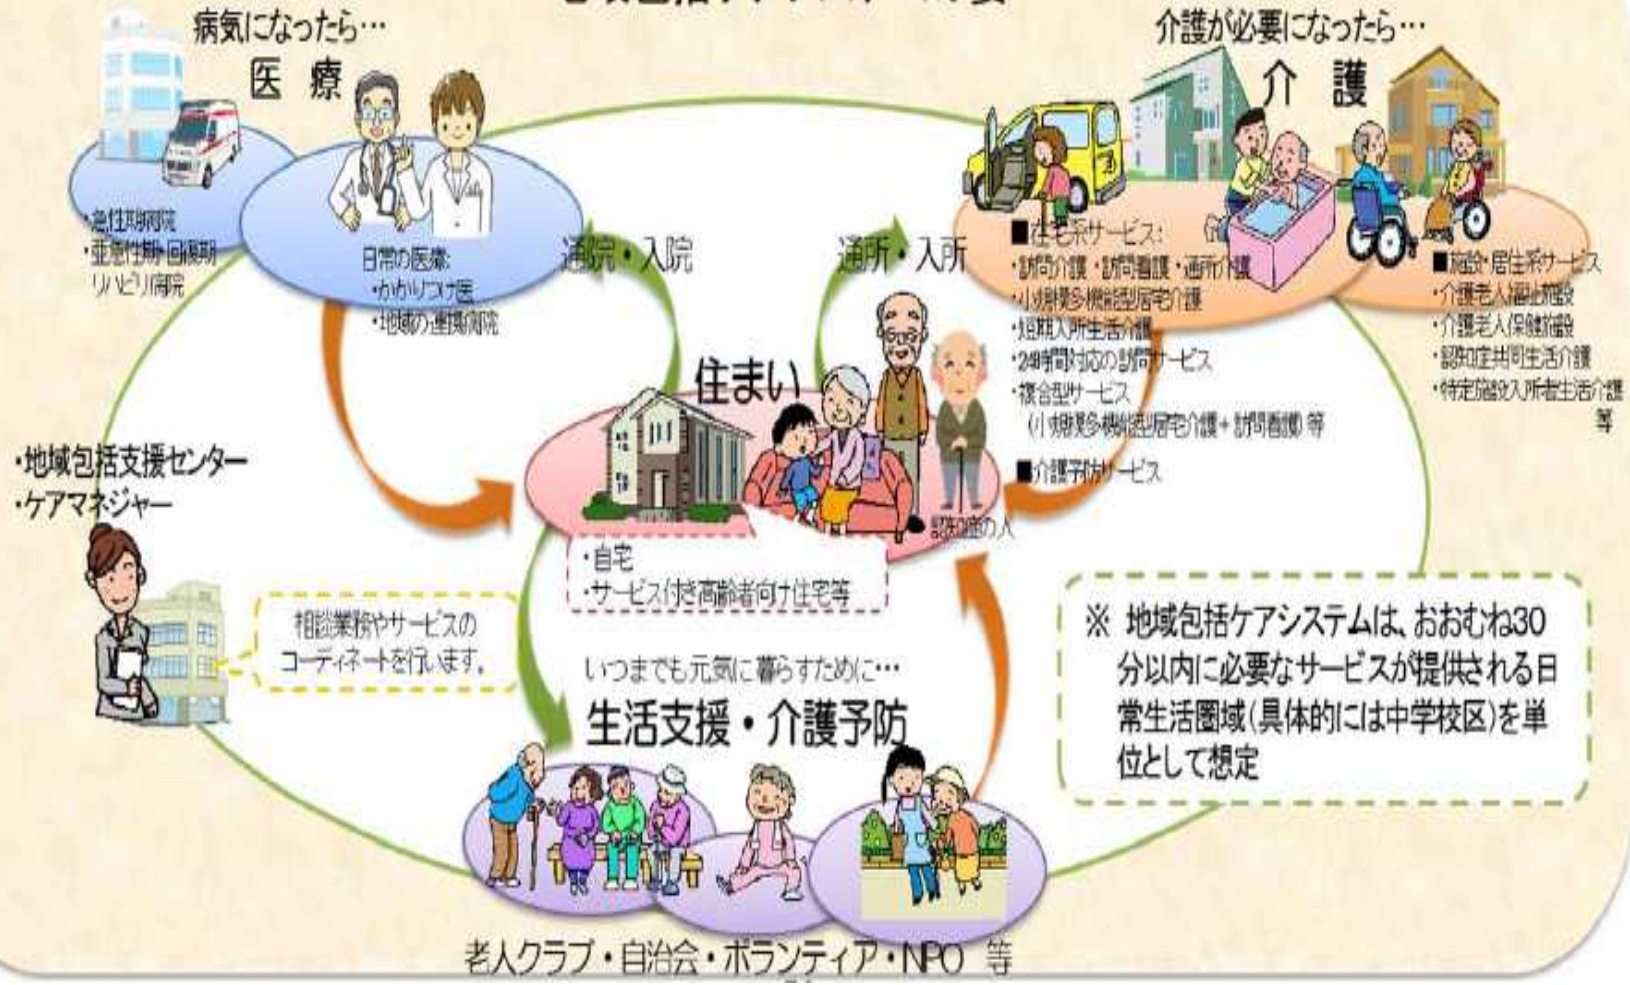 病気になったら…
医療
・急性期病院
・亜急性期・回復期
リハビリ病院
日常の医療:
・かかりつけ医
・地域の連携病院
通院・入院
通所・入所
介護が必要になったら…
介護
■在宅系サービス:
・訪問介護・訪問看護・通所介護
・小規模多機能型居宅介護
・短期入所生活介護
・24時間対応の訪問サービス
・複合型サービス
(小規模多機能型居宅介護+訪問看護)等
■介護予防サービス
■施設・居住系サービス
・介護老人福祉施設
・介護老人保健施設
・認知症共同生活介護
・特定施設入所者生活介護
等
住まい
認知症の人
・自宅
・サービス付き高齢者向け住宅等
・地域包括支援センター
・ケアマネジャー
相談業務やサービスの
コーディネートを行います。
いつまでも元気に暮らすために…
生活支援・介護予防
老人クラブ・自治会・ボランティア・NPO 等
※ 地域包括ケアシステムは、おおむね30
分以内に必要なサービスが提供される日
常生活圏域(具体的には中学校区)を単
位として想定